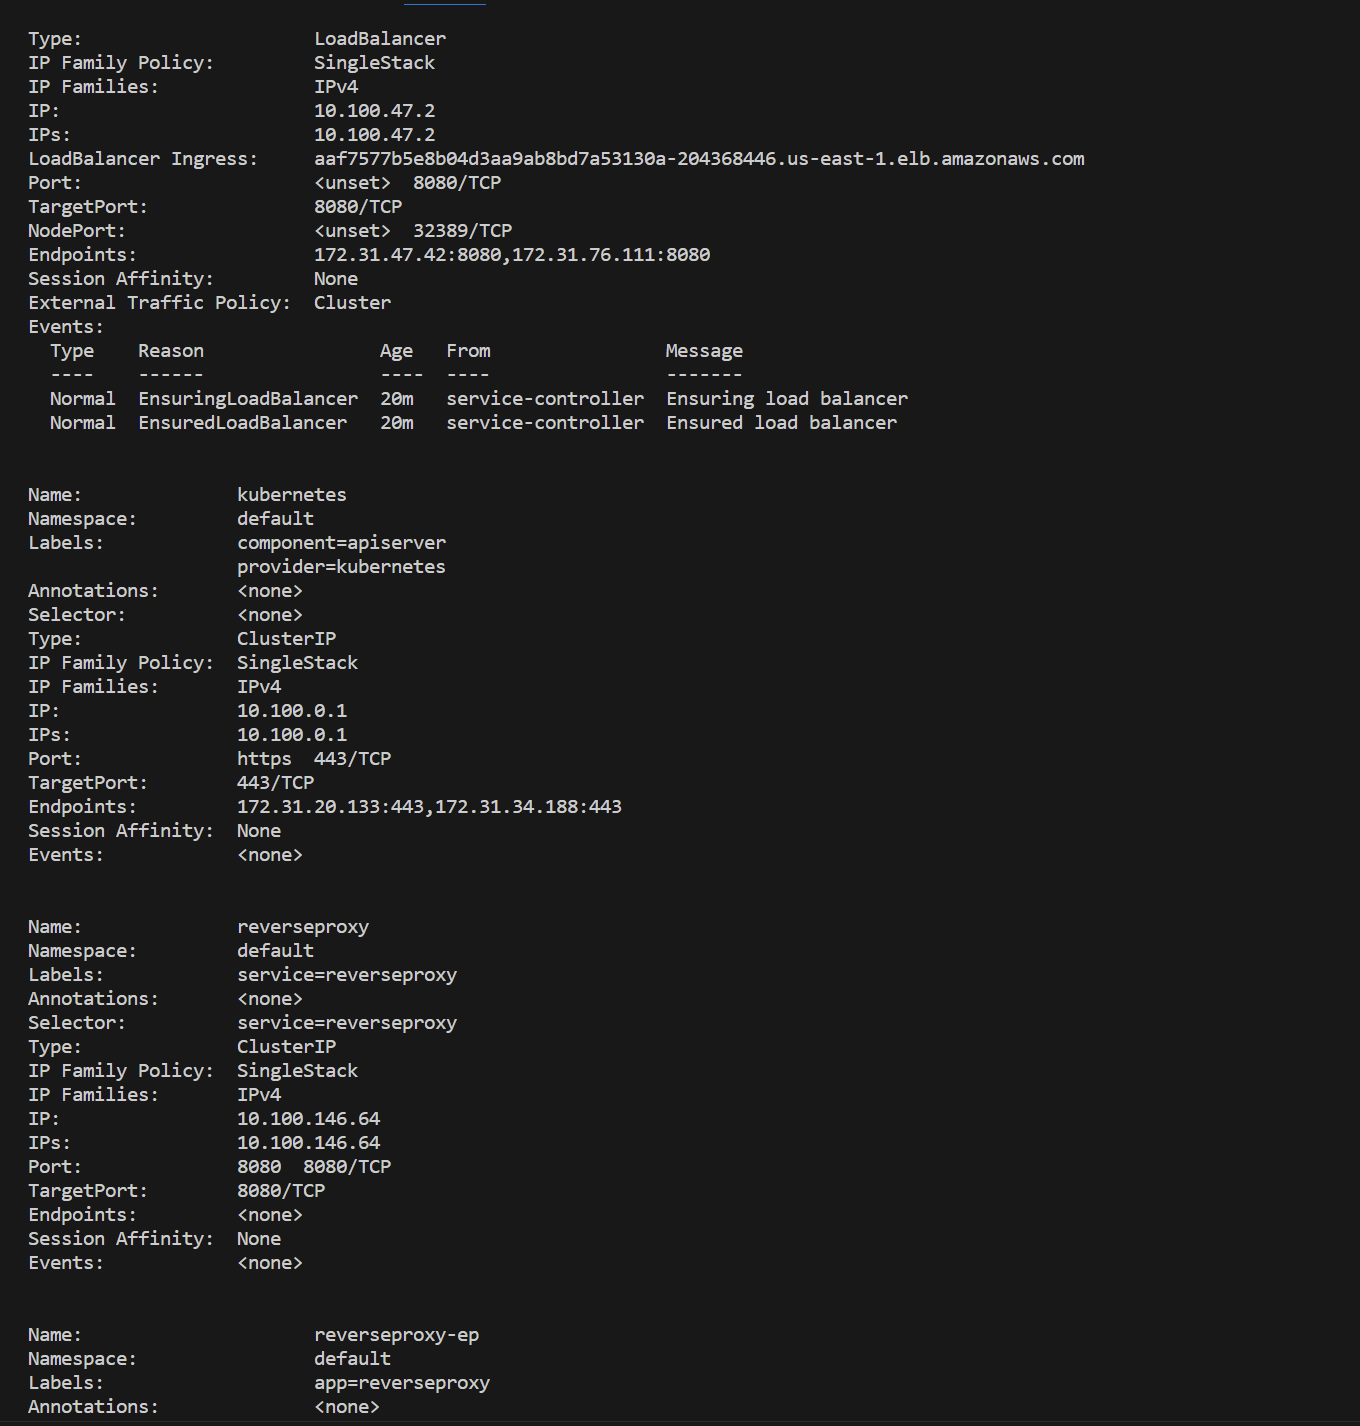 Type:                     LoadBalancer
IP Family Policy:         SingleStack
IP Families:              IPv4
IP:                       10.100.47.2
IPs:                      10.100.47.2
LoadBalancer Ingress:     aaf7577b5e8b04d3aa9ab8bd7a53130a-204368446.us-east-1.elb.amazonaws.com
Port:                     <unset>  8080/TCP
TargetPort:               8080/TCP
NodePort:                 <unset>  32389/TCP
Endpoints:                172.31.47.42:8080,172.31.76.111:8080
Session Affinity:         None
External Traffic Policy:  Cluster
Events:
  Type    Reason                Age   From                Message
  ----    ------                ----  ----                -------
  Normal  EnsuringLoadBalancer  20m   service-controller  Ensuring load balancer
  Normal  EnsuredLoadBalancer   20m   service-controller  Ensured load balancer
Name:              kubernetes
Namespace:         default
Labels:            component=apiserver
                   provider=kubernetes
Annotations:       <none>
Selector:          <none>
Type:              ClusterIP
IP Family Policy:  SingleStack
IP Families:       IPv4
IP:                10.100.0.1
IPs:               10.100.0.1
Port:              https  443/TCP
TargetPort:        443/TCP
Endpoints:         172.31.20.133:443,172.31.34.188:443
Session Affinity:  None
Events:            <none>
Name:              reverseproxy
Namespace:         default
Labels:            service=reverseproxy
Annotations:       <none>
Selector:          service=reverseproxy
Type:              ClusterIP
IP Family Policy:  SingleStack
IP Families:       IPv4
IP:                10.100.146.64
IPs:               10.100.146.64
Port:              8080  8080/TCP
TargetPort:        8080/TCP
Endpoints:         <none>
Session Affinity:  None
Events:            <none>
Name:                     reverseproxy-ep
Namespace:                default
Labels:                   app=reverseproxy
Annotations:              <none>